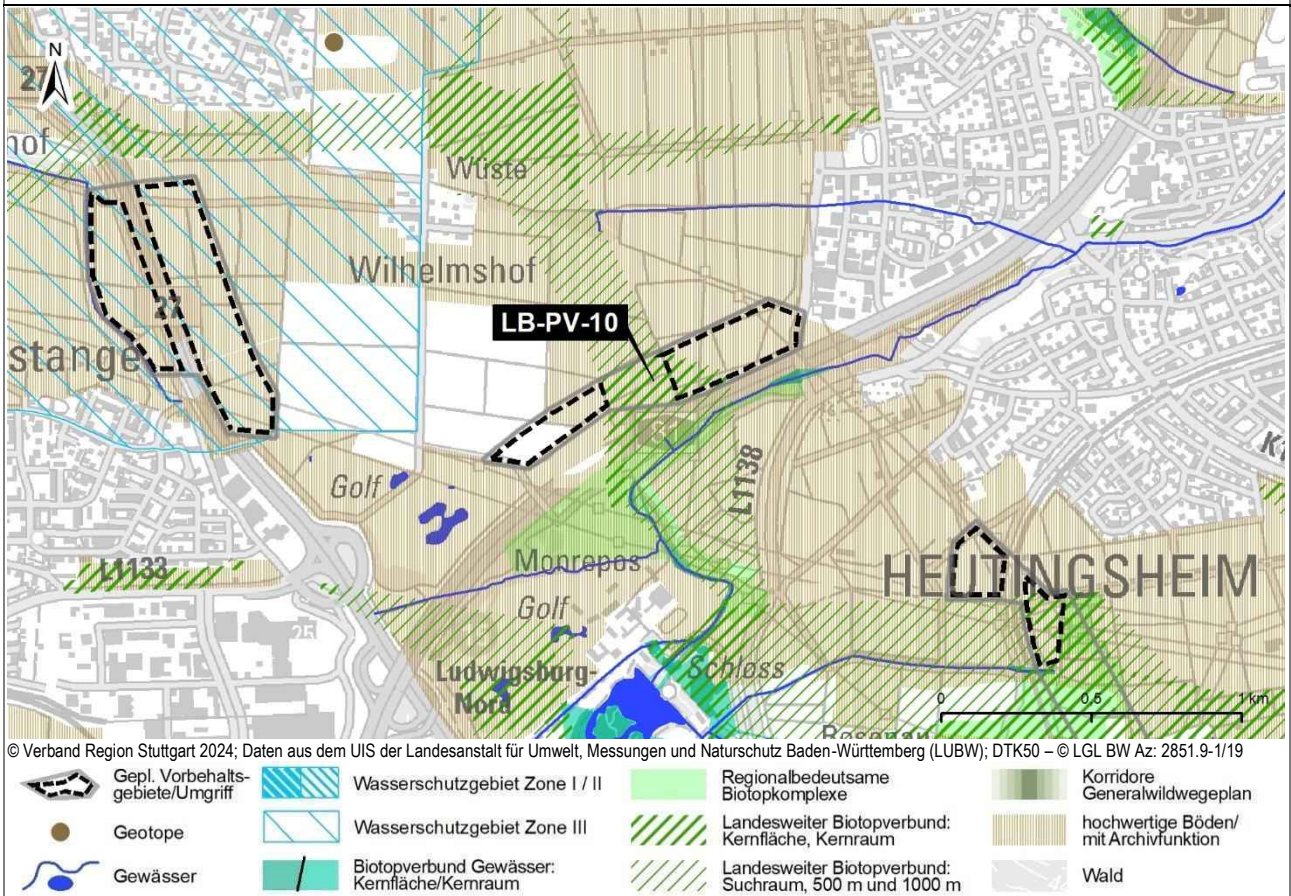 N
27
hof
Wüste
Wilhelmshof
LB-PV-10
27
stange
Golf
L1138
L1133
Monrepos
Golf
HEUTINGSHEIM
Ludwigsburg-
Nord
Schloss
0 0,5 1 km
© Verband Region Stuttgart 2024; Daten aus dem UIS der Landesanstalt für Umwelt, Messungen und Naturschutz Baden-Württemberg (LUBW); DTK50 – © LGL BW Az: 2851.9-1/19
Gepl. Vorbehalts-
gebiete/Umgriff
Geotope
Gewässer
Wasserschutzgebiet Zone I / II
Wasserschutzgebiet Zone III
Biotopverbund Gewässer:
Kernfläche/Kernraum
Regionalbedeutsame
Biotopkomplexe
Landesweiter Biotopverbund:
Kernfläche, Kernraum
Landesweiter Biotopverbund:
Suchraum, 500 m und 1000 m
Korridore
Generalwildwegeplan
hochwertige Böden/
mit Archivfunktion
Wald